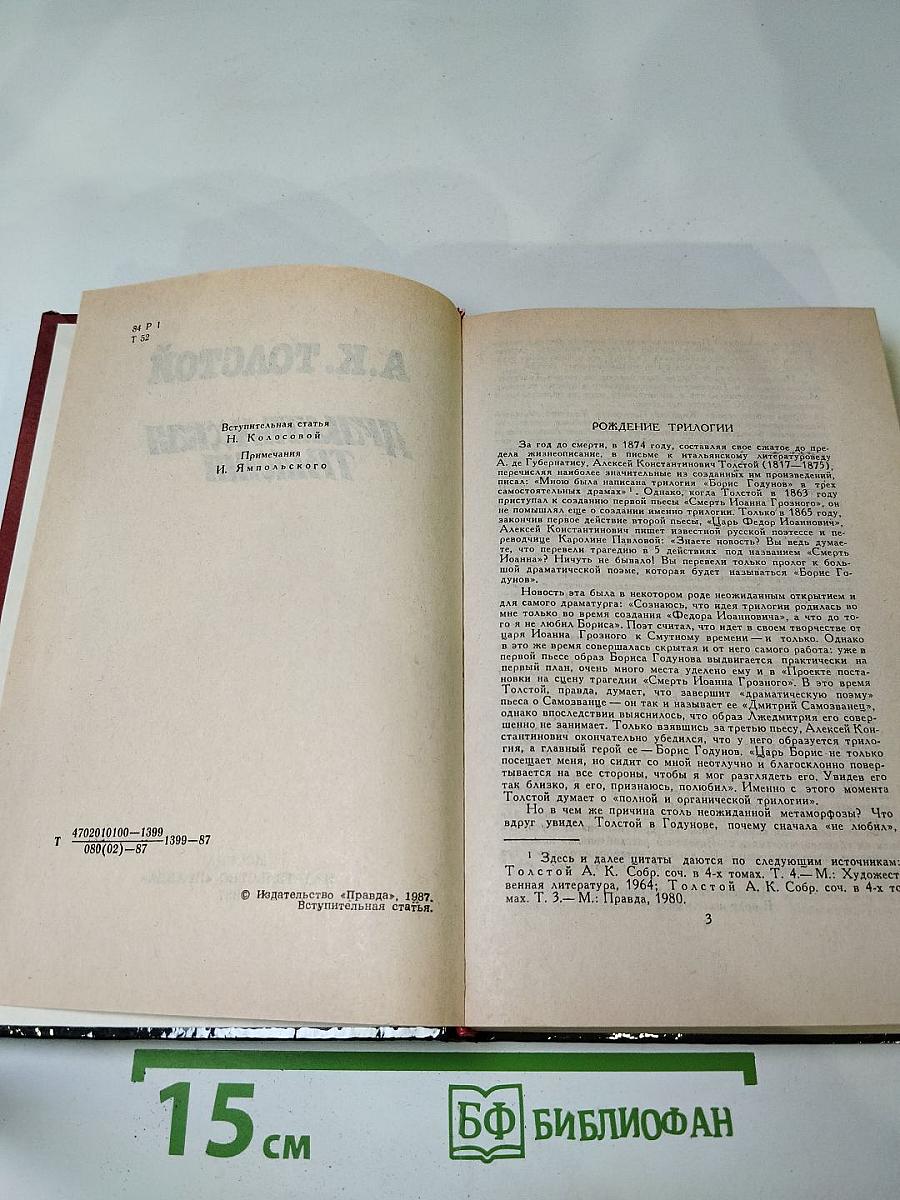 84 Р 1
Т 52
А. К. ТОЛСТОЙ
Вступительная статья
Н. Колосовой
Примечания
И. Ямпольского
Т 4702010100—1399
080(02)—87
1399—87
© Издательство «Правда», 1987.
Вступительная статья.
РОЖДЕНИЕ ТРИЛОГИИ
За год до смерти, в 1874 году, составляя свое сжатое до пре-
дела жизнеописание, в письме к итальянскому литературоведу
А. де Губернатису, Алексей Константинович Толстой (1817—1875),
перечисляя наиболее значительные из созданных им произведений,
писал: «Мною была написана трилогия «Борис Годунов» в трех
самостоятельных драмах» 1. Однако, когда Толстой в 1863 году
приступал к созданию первой пьесы «Смерть Иоанна Грозного», он
не помышлял еще о создании именно трилогии. Только в 1865 году,
закончив первое действие второй пьесы, «Царь Федор Иоаннович»,
Алексей Константинович пишет известной русской поэтессе и пе-
реводчице Каролине Павловой: «Знаете новость? Вы ведь думае-
те, что перевели трагедию в 5 действиях под названием «Смерть
Иоанна»? Ничуть не бывало! Вы перевели только пролог к боль-
шой драматической поэме, которая будет называться «Борис Го-
дунов».
Новость эта была в некотором роде неожиданным открытием и
для самого драматурга: «Сознаюсь, что идея трилогии родилась во
мне только во время создания «Федора Иоанновича», а что до то-
го я не любил Бориса». Поэт считал, что идет в своем творчестве от
царя Иоанна Грозного к Смутному времени — и только. Однако
в это же время совершалась скрытая и от него самого работа: уже в
первой пьесе образ Бориса Годунова выдвигается практически на
первый план, очень много места уделено ему и в «Проекте поста-
новки на сцену трагедии «Смерть Иоанна Грозного». В это время
Толстой, правда, думает, что завершит «драматическую поэму»
пьеса о Самозванце — он так и называет ее «Дмитрий Самозванец»,
однако впоследствии выяснилось, что образ Лжедмитрия его совер-
шенно не занимает. Только взявшись за третью пьесу, Алексей Кон-
стантинович окончательно убедился, что у него образуется трило-
гия, а главный герой ее — Борис Годунов. «Царь Борис не только
посещает меня, но сидит со мной неотлучно и благосклонно повер-
тывается на все стороны, чтобы я мог разглядеть его. Увидев его
так близко, я его, признаюсь, полюбил». Именно с этого момента
Толстой думает о «полной и органической трилогии».
Но в чем же причина столь неожиданной метаморфозы? Что
вдруг увидел Толстой в Годунове, почему сначала «не любил»,
1 Здесь и далее цитаты даются по следующим источникам:
Толстой А. К. Собр. соч. в 4-х томах. Т. 4.— М.: Художест
венная литература, 1964; Толстой А. К. Собр. соч. в 4-х то
мах. Т. 3.— М.: Правда, 1980.
3
15 см
БФ БИБЛИОФАН